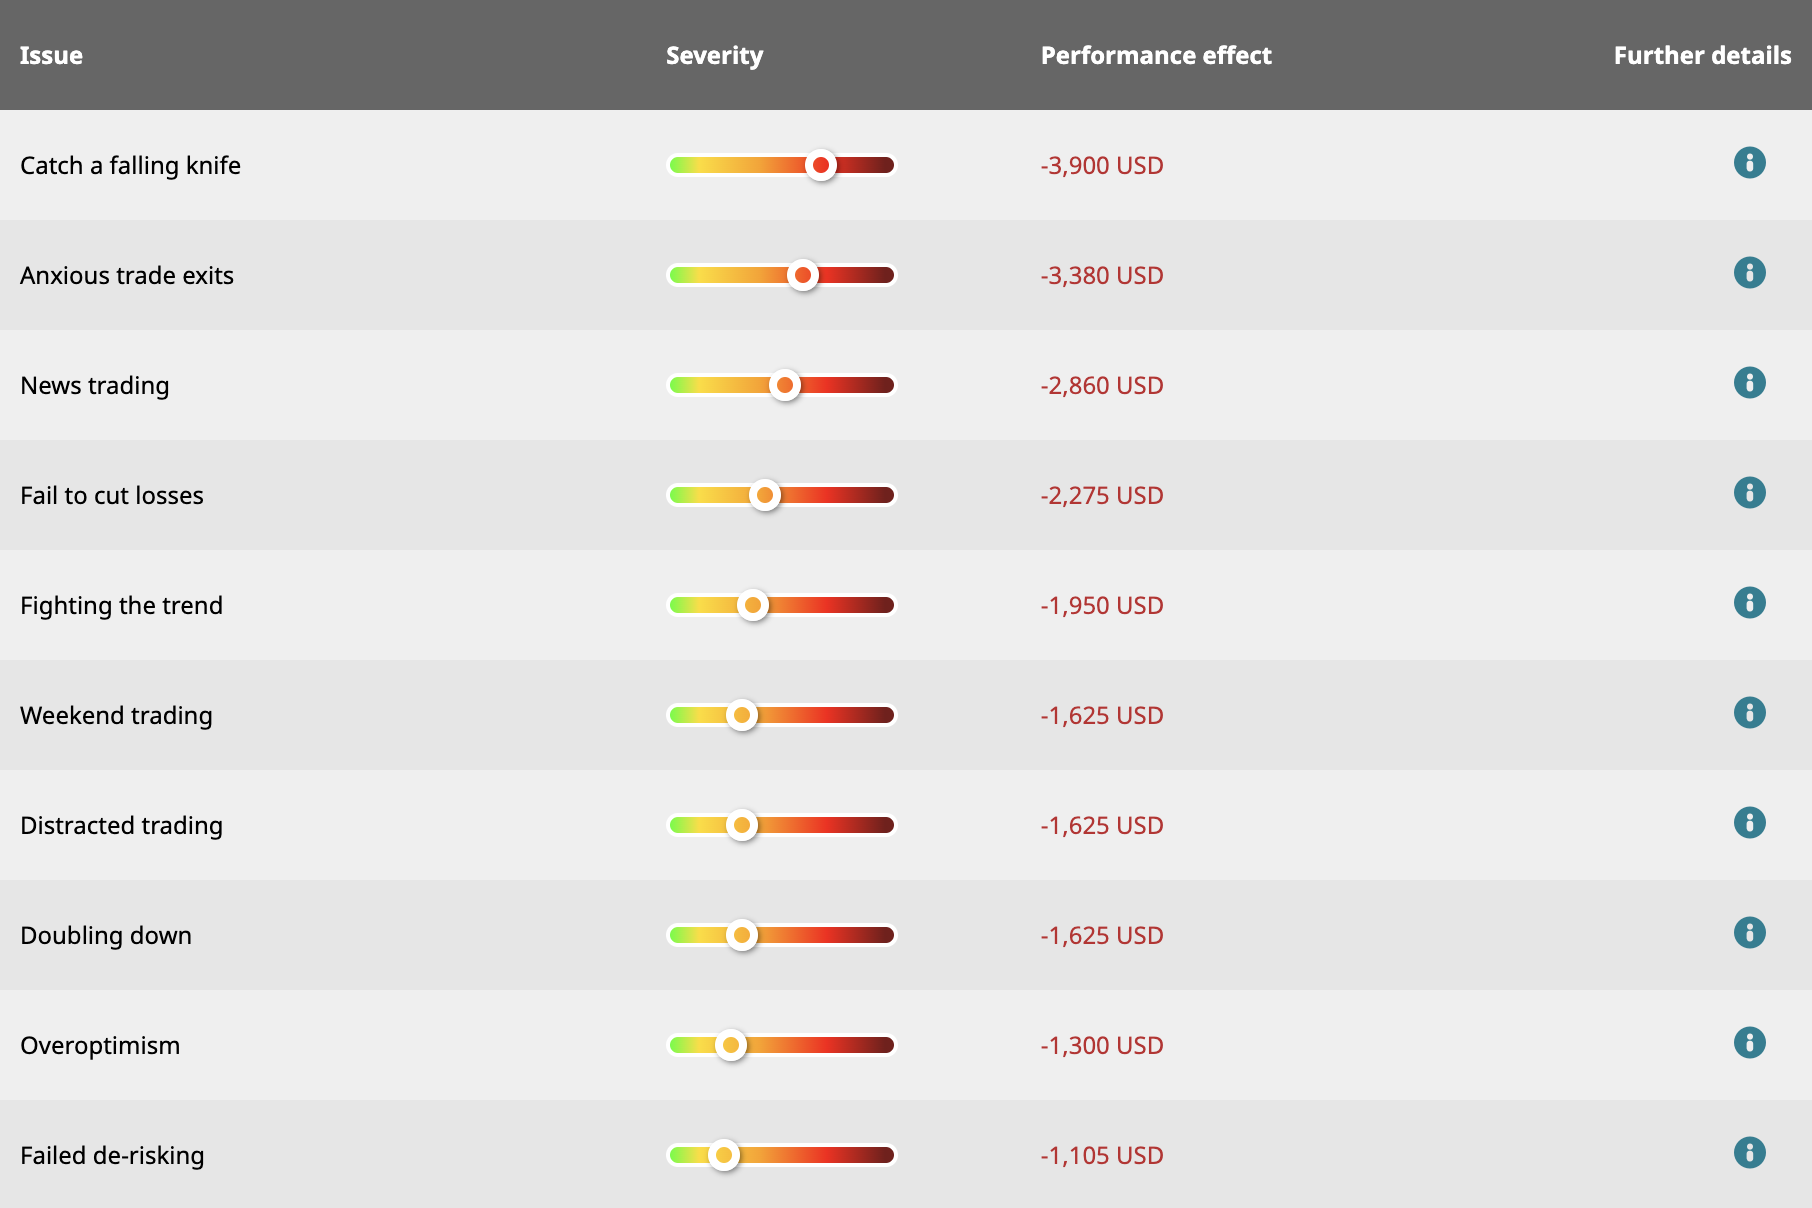 Issue Severity Performance effect Further details
Catch a falling knife -3,900 USD
Anxious trade exits -3,380 USD
News trading -2,860 USD
Fail to cut losses -2,275 USD
Fighting the trend -1,950 USD
Weekend trading -1,625 USD
Distracted trading -1,625 USD
Doubling down -1,625 USD
Overoptimism -1,300 USD
Failed de-risking -1,105 USD